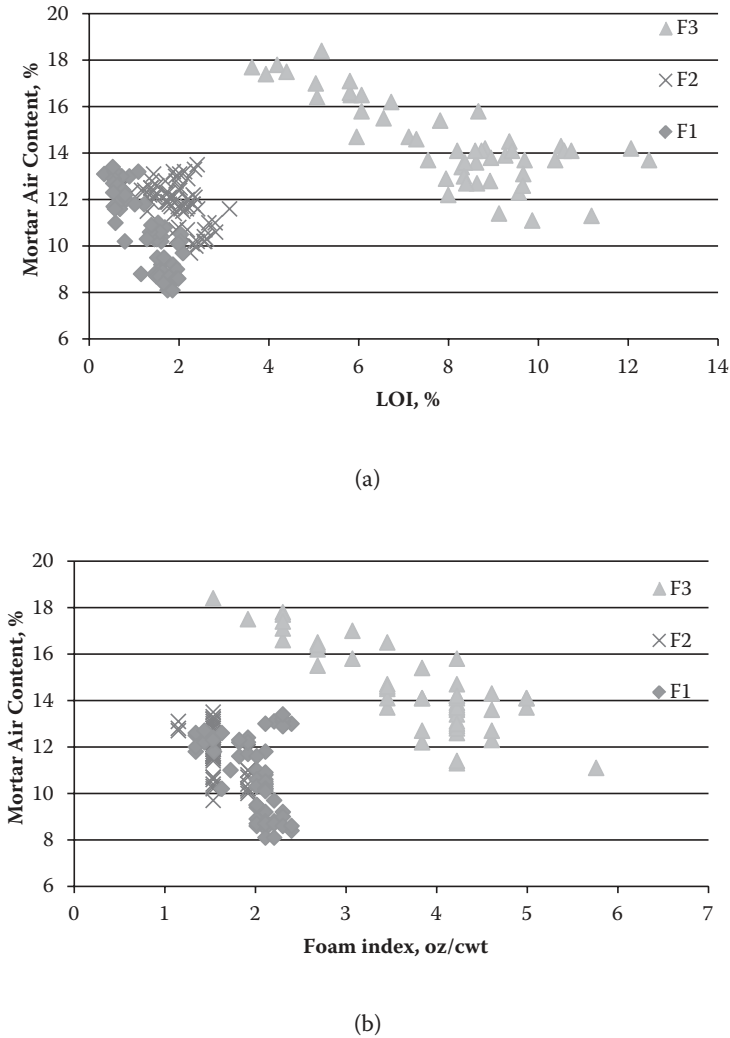 20
18
16
14
12
10
8
6
Mortar Air Content, %
F3
F2
F1
0 2 4 6 8 10 12 14
LOI, %
(a)
20
18
16
14
12
10
8
6
Mortar Air Content, %
F3
F2
F1
0 1 2 3 4 5 6 7
Foam index, oz/cwt
(b)